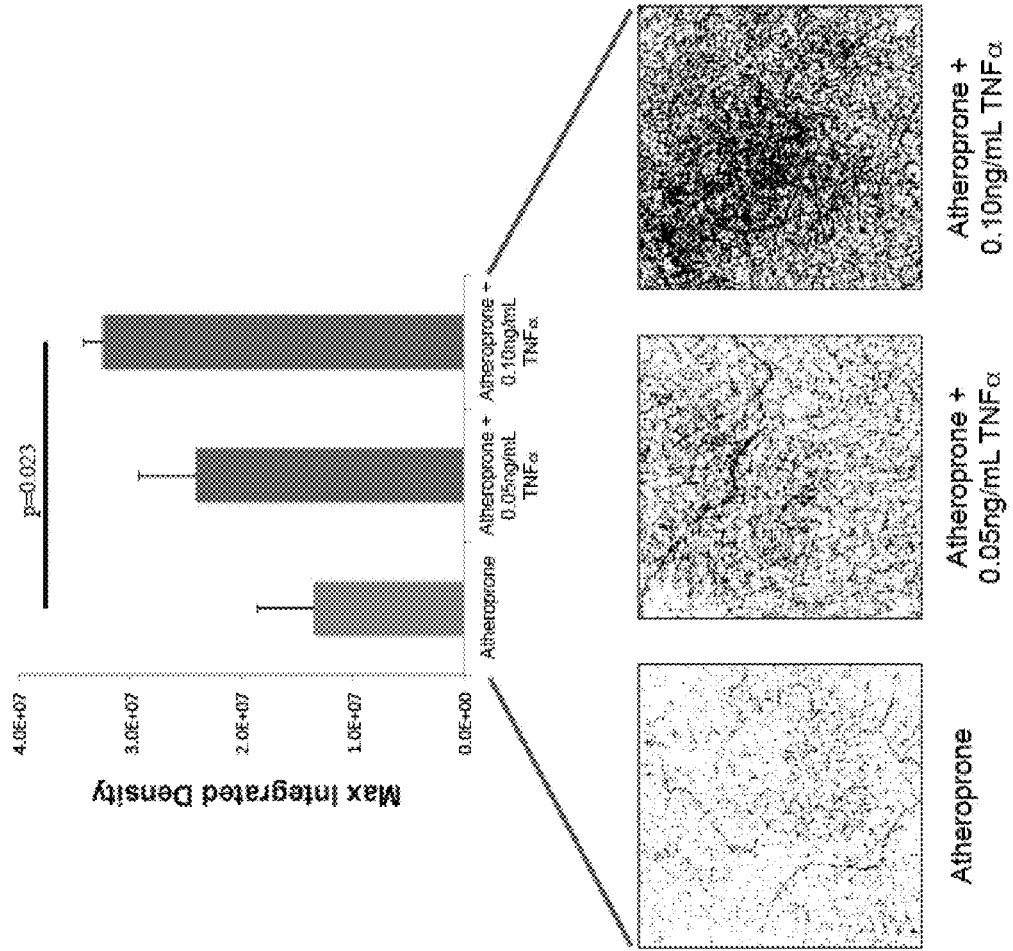 p=0.023
4.0E+07
3.0E+07
2.0E+07
1.0E+07
0.0E+00
Max Integrated Density
Atheroprone
Atheroprone +
0.05ng/mL
TNFα
Atheroprone +
0.10ng/mL
TNFα
Atheroprone
Atheroprone +
0.05ng/mL TNFα
Atheroprone +
0.10ng/mL TNFα